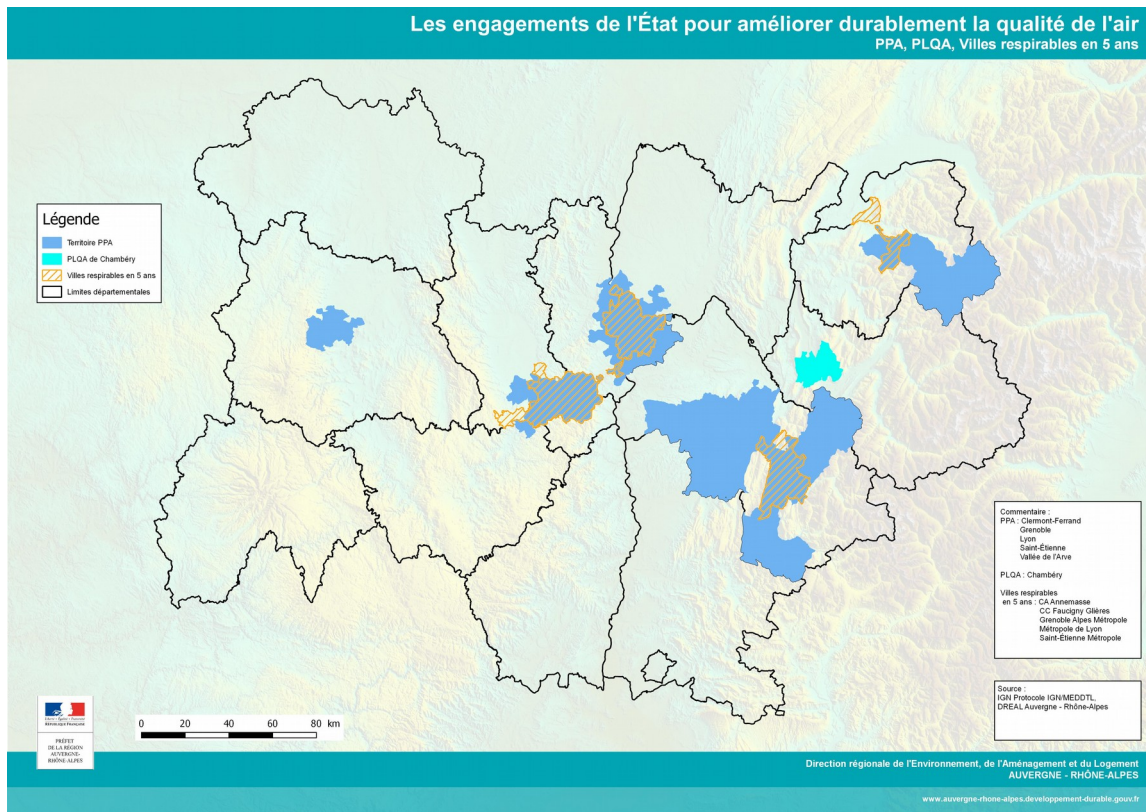 Les engagements de l'État pour améliorer durablement la qualité de l'air
PPA, PLQA, Villes respirables en 5 ans
Légende
Territoire PPA
PLQA de Chambéry
Villes respirables en 5 ans
Limites départementales
Commentaire :
PPA : Clermont-Ferrand
Grenoble
Lyon
Saint-Étienne
Vallée de l'Arve
PLQA : Chambéry
Villes respirables
en 5 ans : CA Annemasse
CC Faucigny Glières
Grenoble Alpes Métropole
Métropole de Lyon
Saint-Étienne Métropole
Source :
IGN Protocole IGN/MEDDTL,
DREAL Auvergne - Rhône-Alpes
0 20 40 60 80 km
Liberté • Égalité • Fraternité
RÉPUBLIQUE FRANÇAISE
PRÉFET
DE LA RÉGION
AUVERGNE-
RHÔNE-ALPES
Direction régionale de l'Environnement, de l'Aménagement et du Logement
AUVERGNE - RHÔNE-ALPES
www.auvergne-rhone-alpes.developpement-durable.gouv.fr